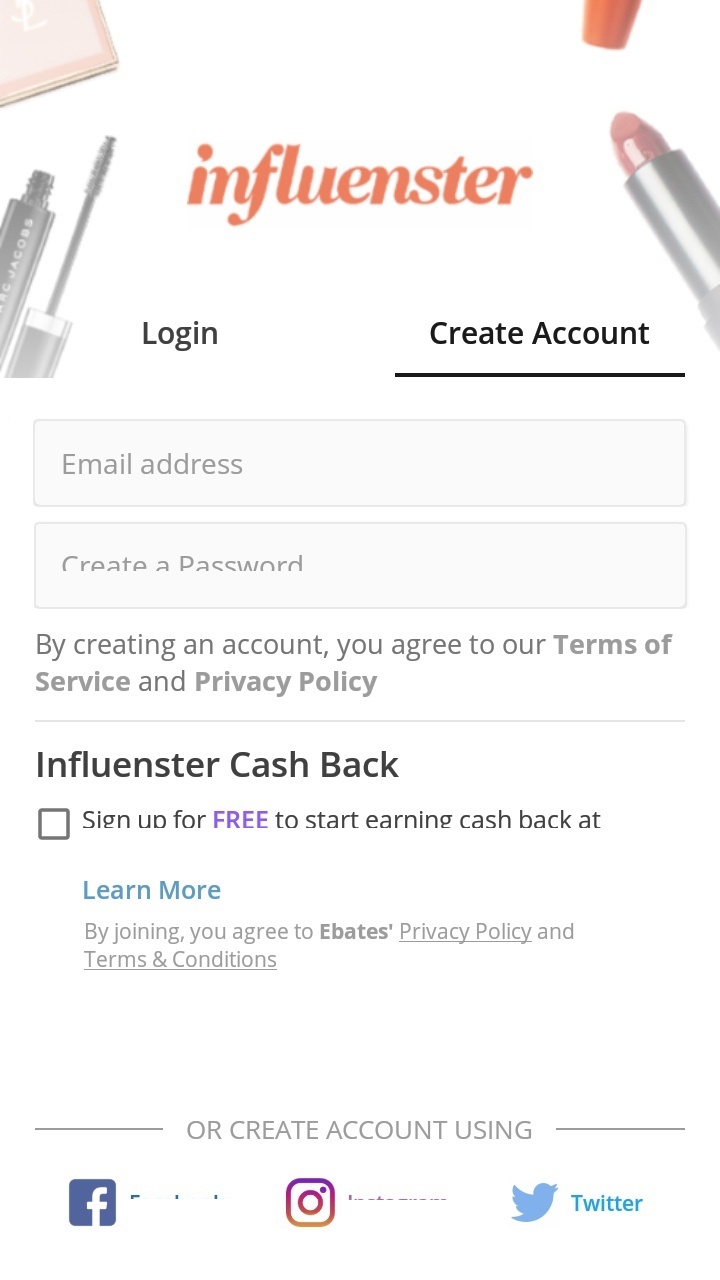 influenster
MARC JACOBS
Login
Create Account
Email address
Create a Password
By creating an account, you agree to our Terms of
Service and Privacy Policy
Influenster Cash Back
Sign up for FREE to start earning cash back at
Learn More
By joining, you agree to Ebates' Privacy Policy and
Terms & Conditions
OR CREATE ACCOUNT USING
Twitter